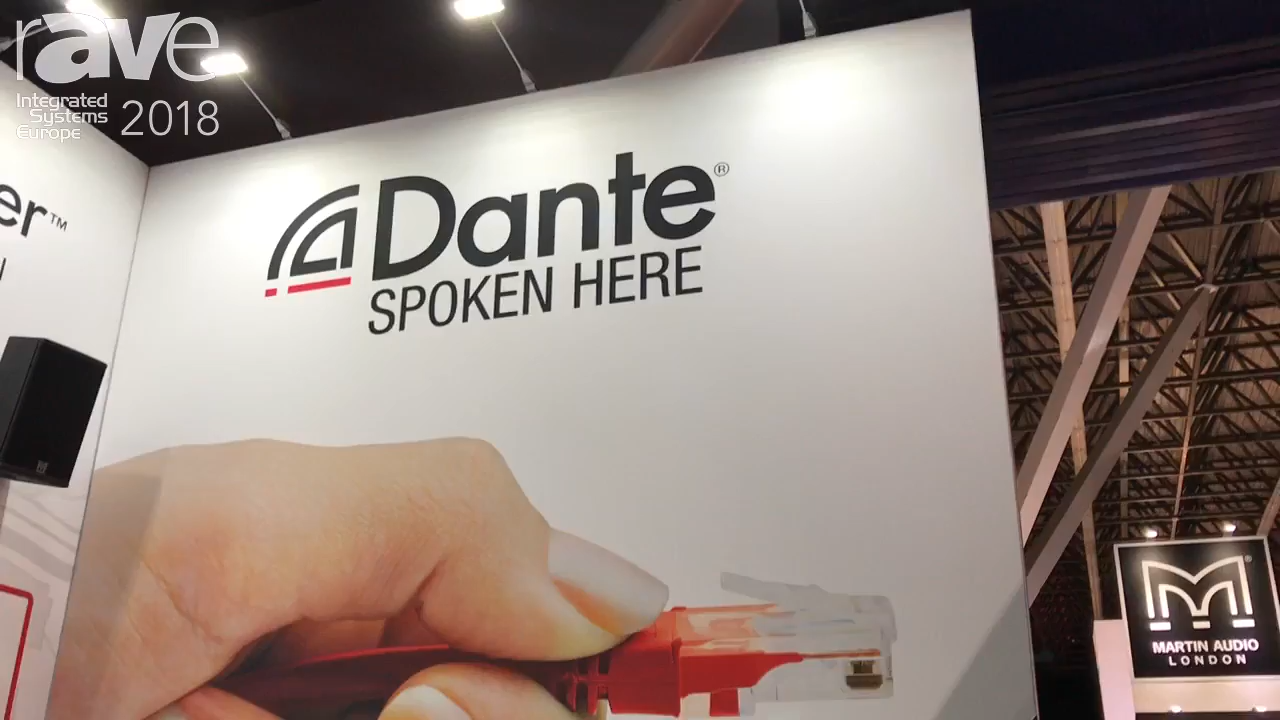 rAVe
Integrated
Systems
Europe
2018
er™
Dante®
SPOKEN HERE
MARTIN AUDIO
LONDON